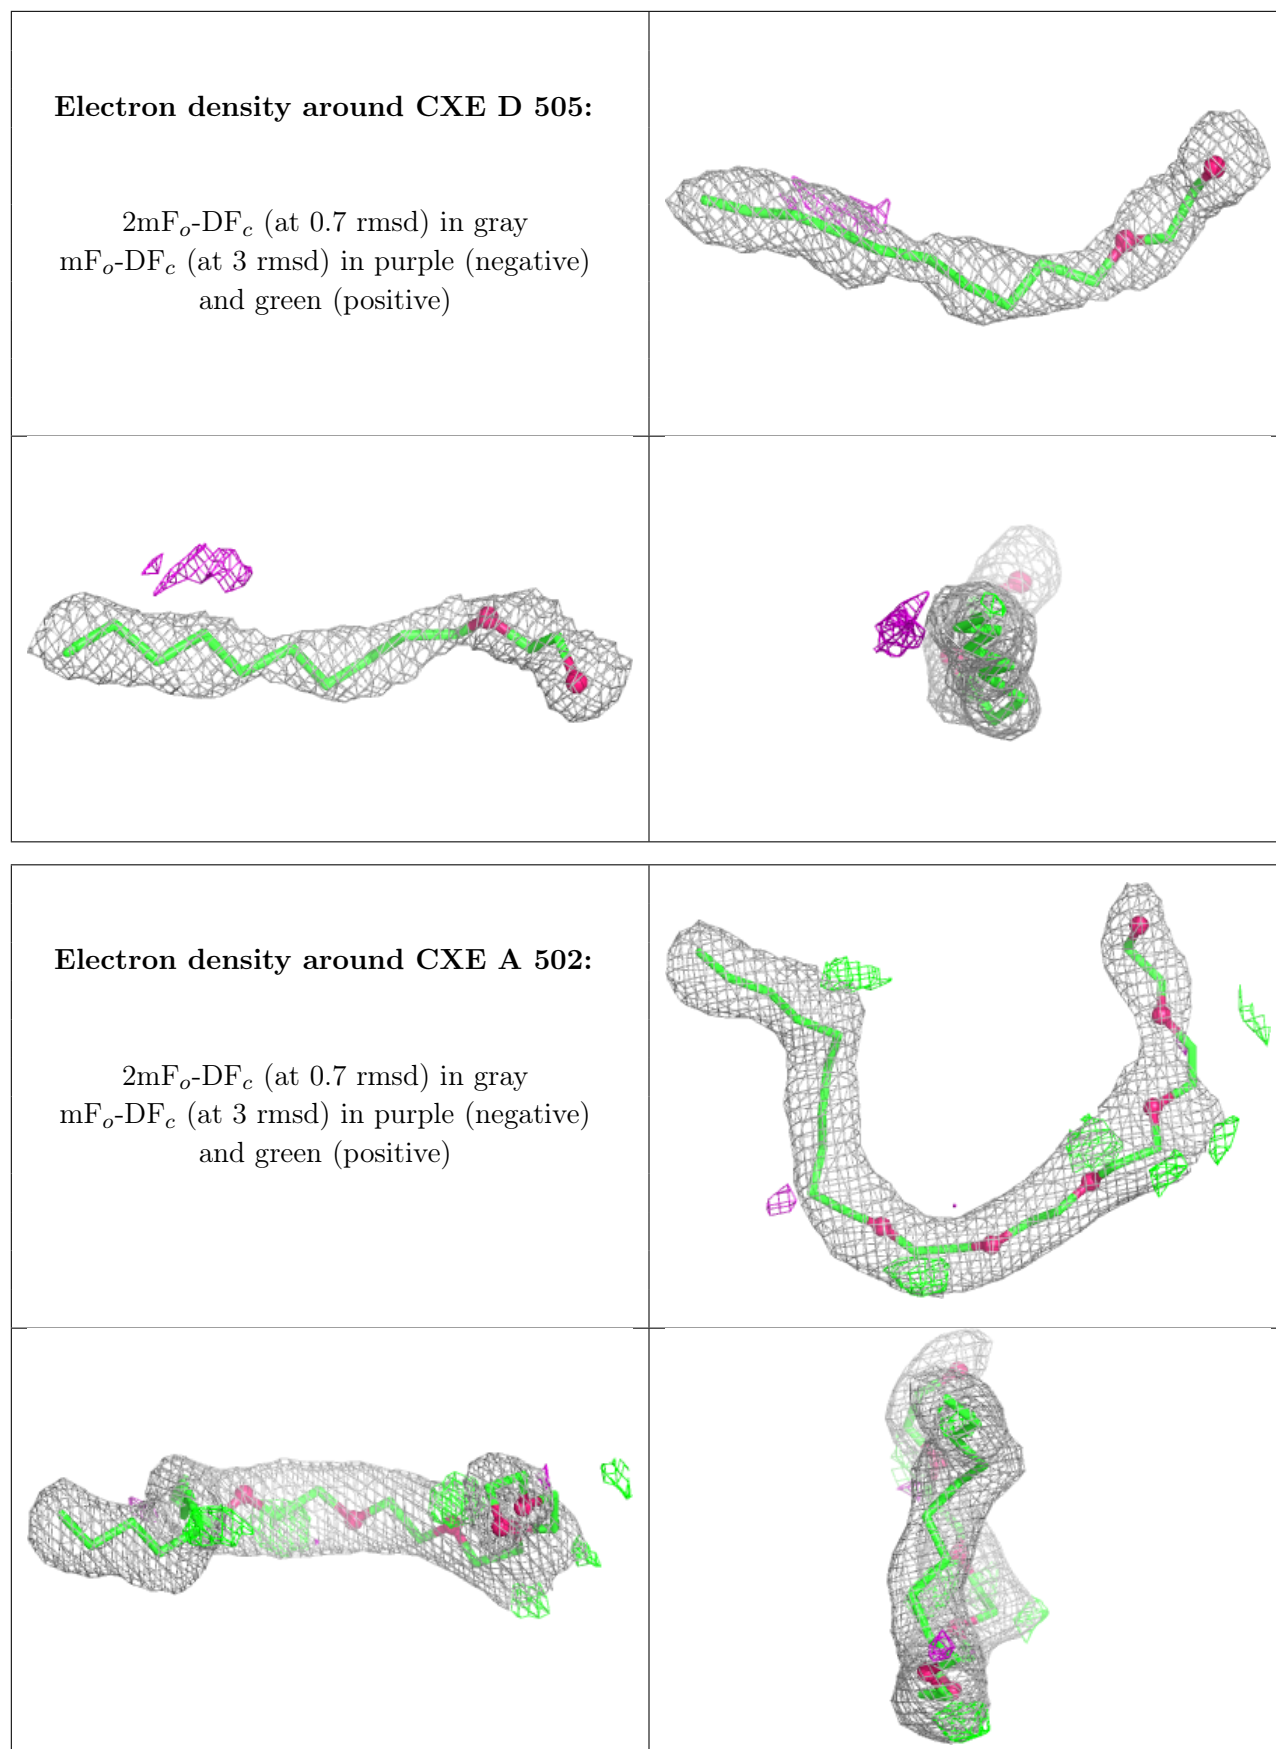 Electron density around CXE D 505:
2mFₒ-DF𝒸 (at 0.7 rmsd) in gray
mFₒ-DF𝒸 (at 3 rmsd) in purple (negative)
and green (positive)
Electron density around CXE A 502:
2mFₒ-DF𝒸 (at 0.7 rmsd) in gray
mFₒ-DF𝒸 (at 3 rmsd) in purple (negative)
and green (positive)